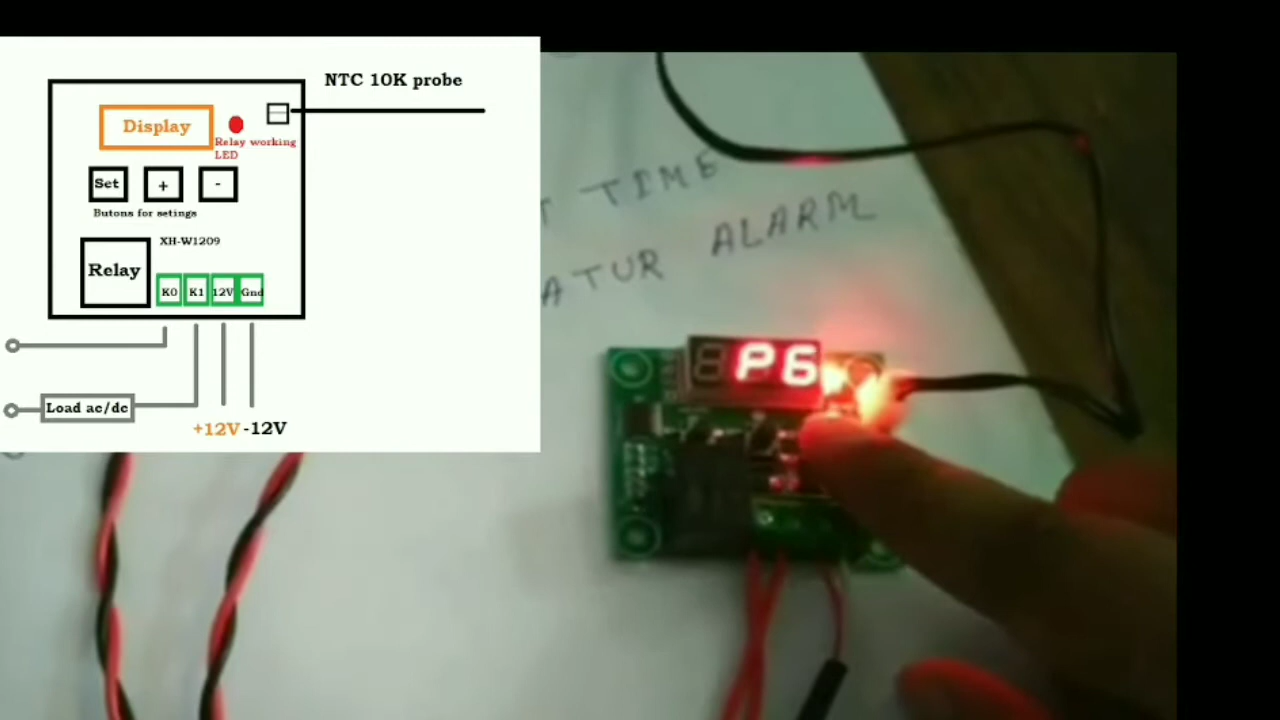 NTC 10K probe
Display
Relay working
LED
Set + -
Butons for setings
XH-W1209
Relay
K0 K1 12V Gnd
Load ac/dc
+12V -12V
T TIME
ATUR ALARM
P6